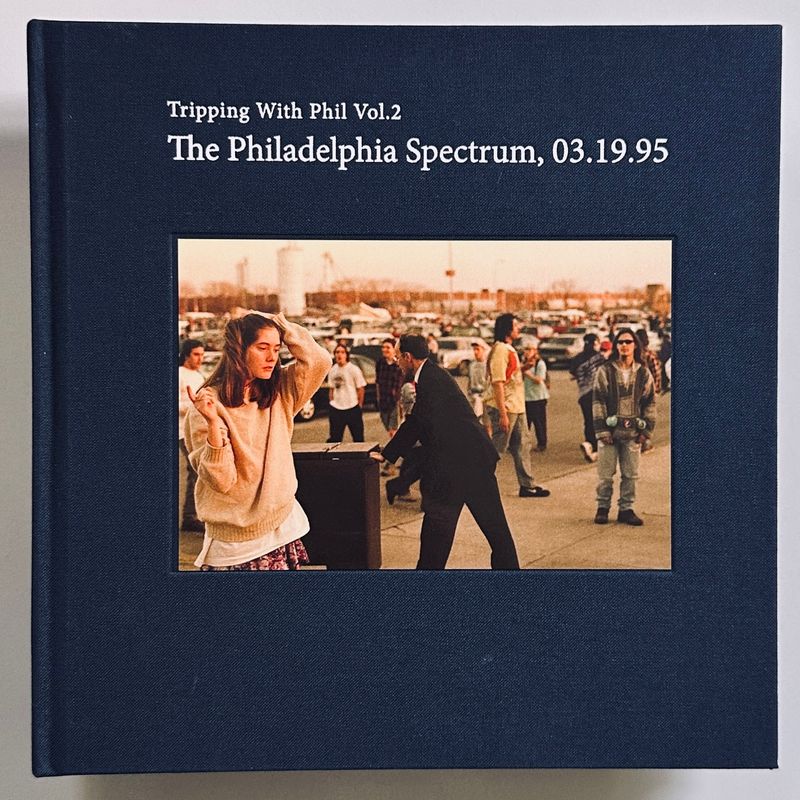 Tripping With Phil Vol.2
The Philadelphia Spectrum, 03.19.95